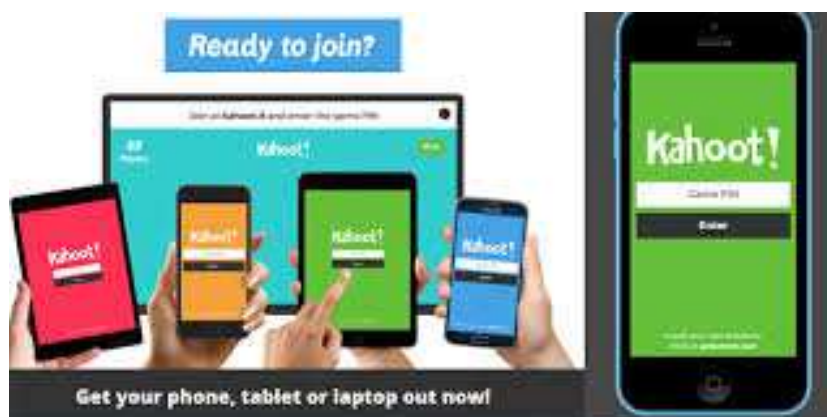 Ready to join?
Join at kahoot.it and enter the game PIN
Kahoot!
Kahoot!
Kahoot!
Kahoot!
Kahoot!
Get your phone, tablet or laptop out now!
Kahoot!
Game PIN
Enter